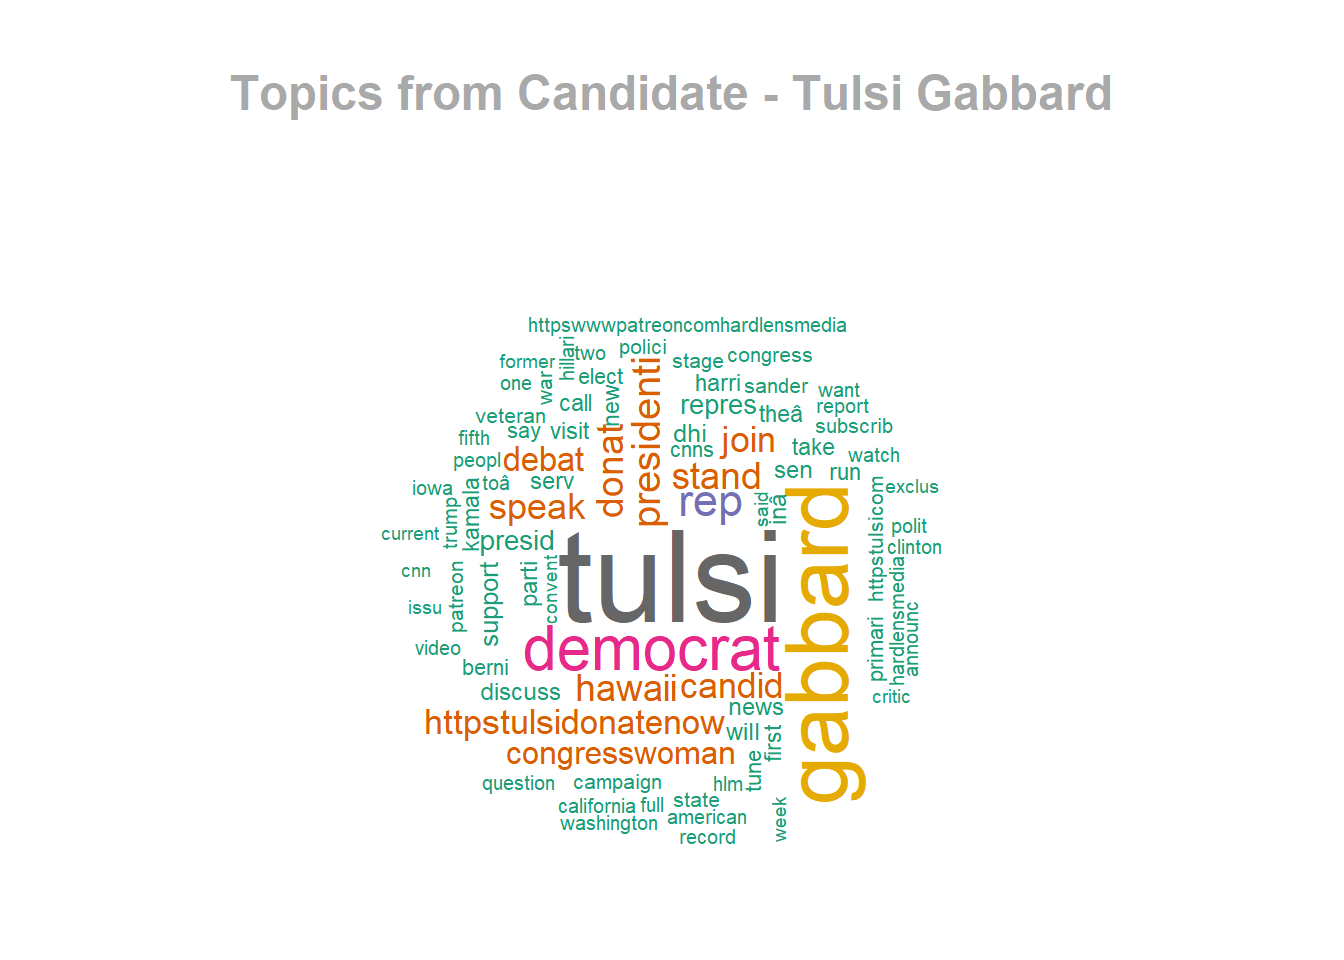 Topics from Candidate - Tulsi Gabbard
httpswwwpatreoncomhardlensmedia
former
hillari
two
polici
stage
congress
one
war
elect
new
presidenti
harri
sander
want
veteran
call
repres
theâ
report
subscrib
fifth
say
visit
donat
dhi
cnns
join
take
watch
peopl
debat
stand
sen
run
iowa
toâ
serv
kamala
trump
speak
rep
said
inâ
gabbard
httpstulsicom
exclus
current
presid
tulsi
polit
clinton
cnn
patreon
support
parti
convent
hardlensmedia
issu
primari
announc
video
democrat
berni
discuss
hawaii
candid
critic
httpstulsidonatenow
news
will
first
congresswoman
tune
question
campaign
hlm
california
full
state
week
washington
american
record